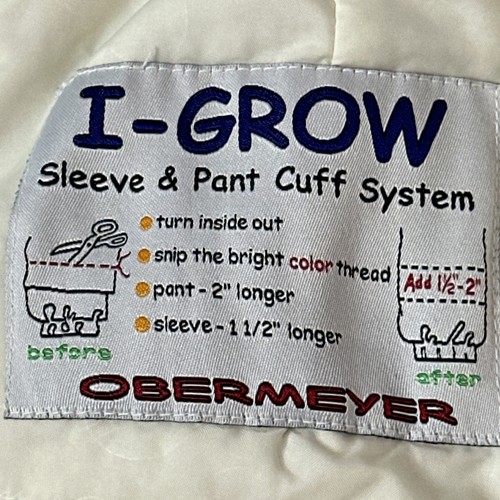 I-GROW
Sleeve & Pant Cuff System
turn inside out
snip the bright color thread
pant - 2" longer
sleeve - 1 1/2" longer
before
Add 1½"-2"
after
OBERMEYER